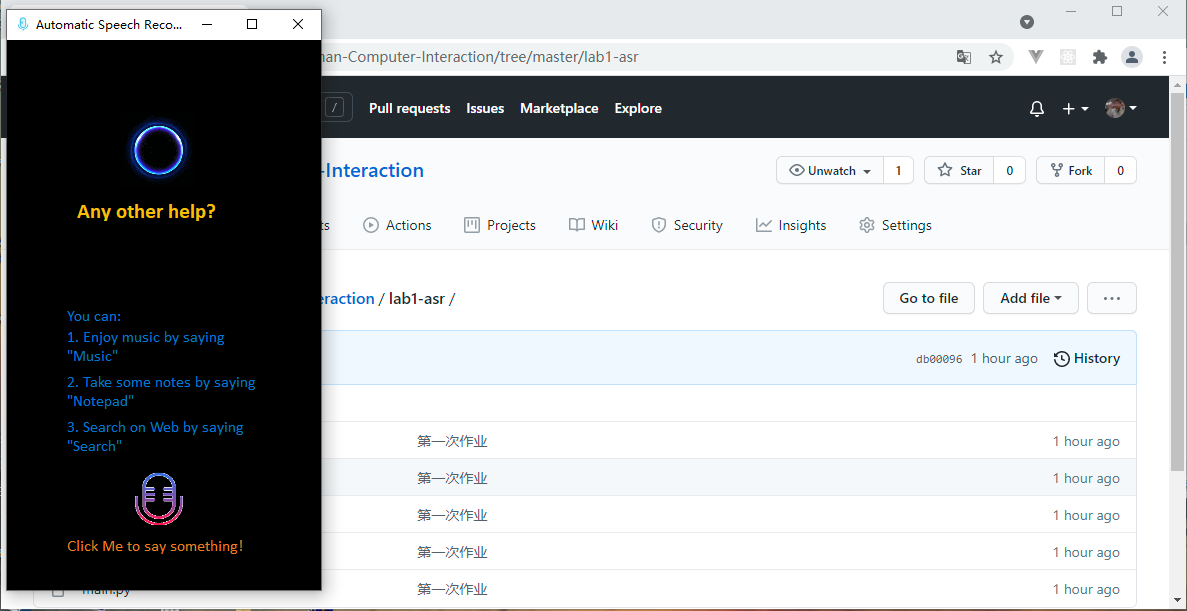 Automatic Speech Reco...
Any other help?
You can:
1. Enjoy music by saying
"Music"
2. Take some notes by saying
"Notepad"
3. Search on Web by saying
"Search"
Click Me to say something!
man-Computer-Interaction/tree/master/lab1-asr
/
Pull requests
Issues
Marketplace
Explore
-Interaction
Unwatch
1
Star
0
Fork
0
ts
Actions
Projects
Wiki
Security
Insights
Settings
eraction / lab1-asr /
Go to file
Add file
...
db00096 1 hour ago
History
第一次作业 1 hour ago
第一次作业 1 hour ago
第一次作业 1 hour ago
第一次作业 1 hour ago
main.py 第一次作业 1 hour ago